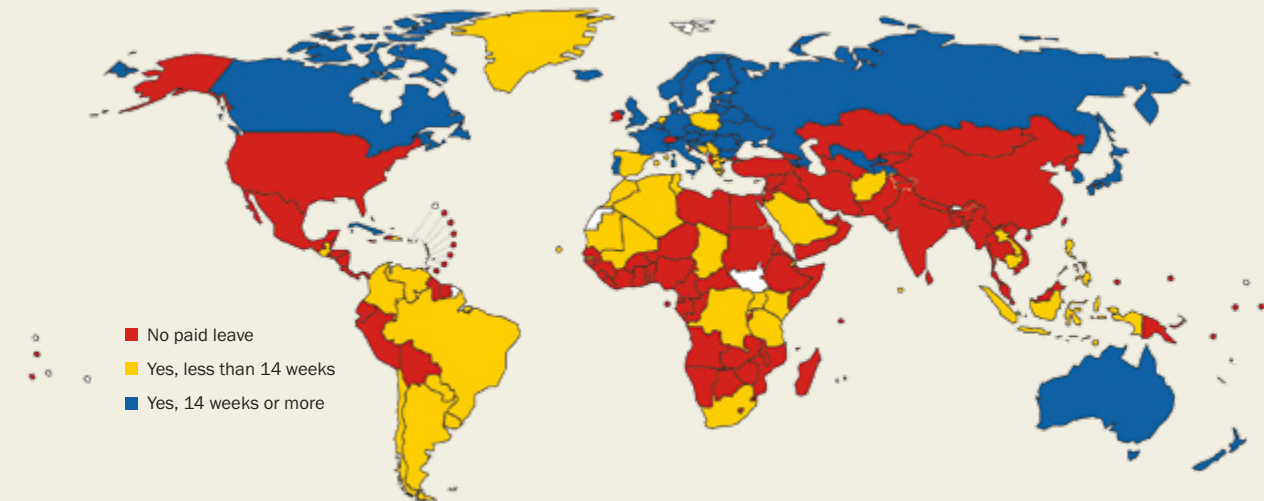 No paid leave
Yes, less than 14 weeks
Yes, 14 weeks or more